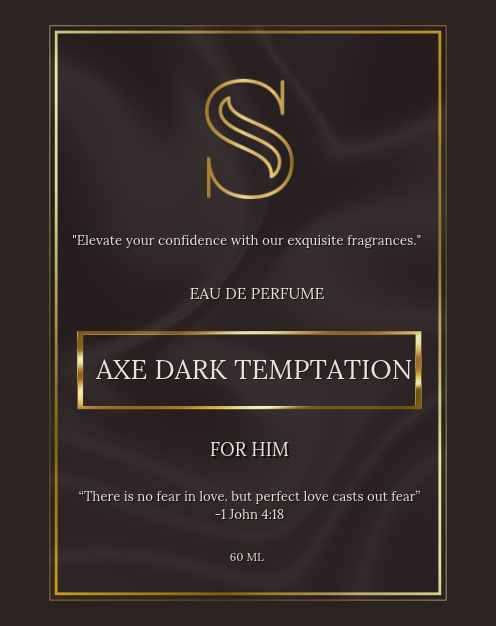 S
"Elevate your confidence with our exquisite fragrances."
EAU DE PERFUME
AXE DARK TEMPTATION
FOR HIM
“There is no fear in love. but perfect love casts out fear”
-1 John 4:18
60 ML